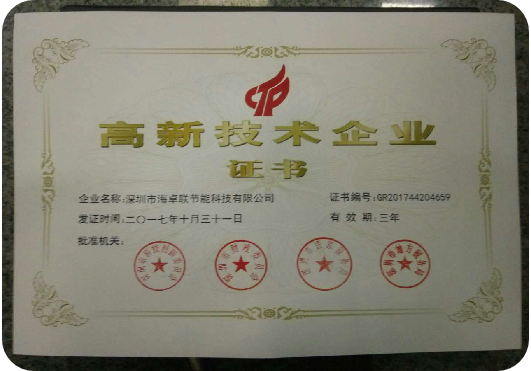 高新技术企业
证书
企业名称:深圳市海卓联节能科技有限公司 证书编号:GR201744204659
发证时间:二〇一七年十月三十一日 有效期:三年
批准机关: